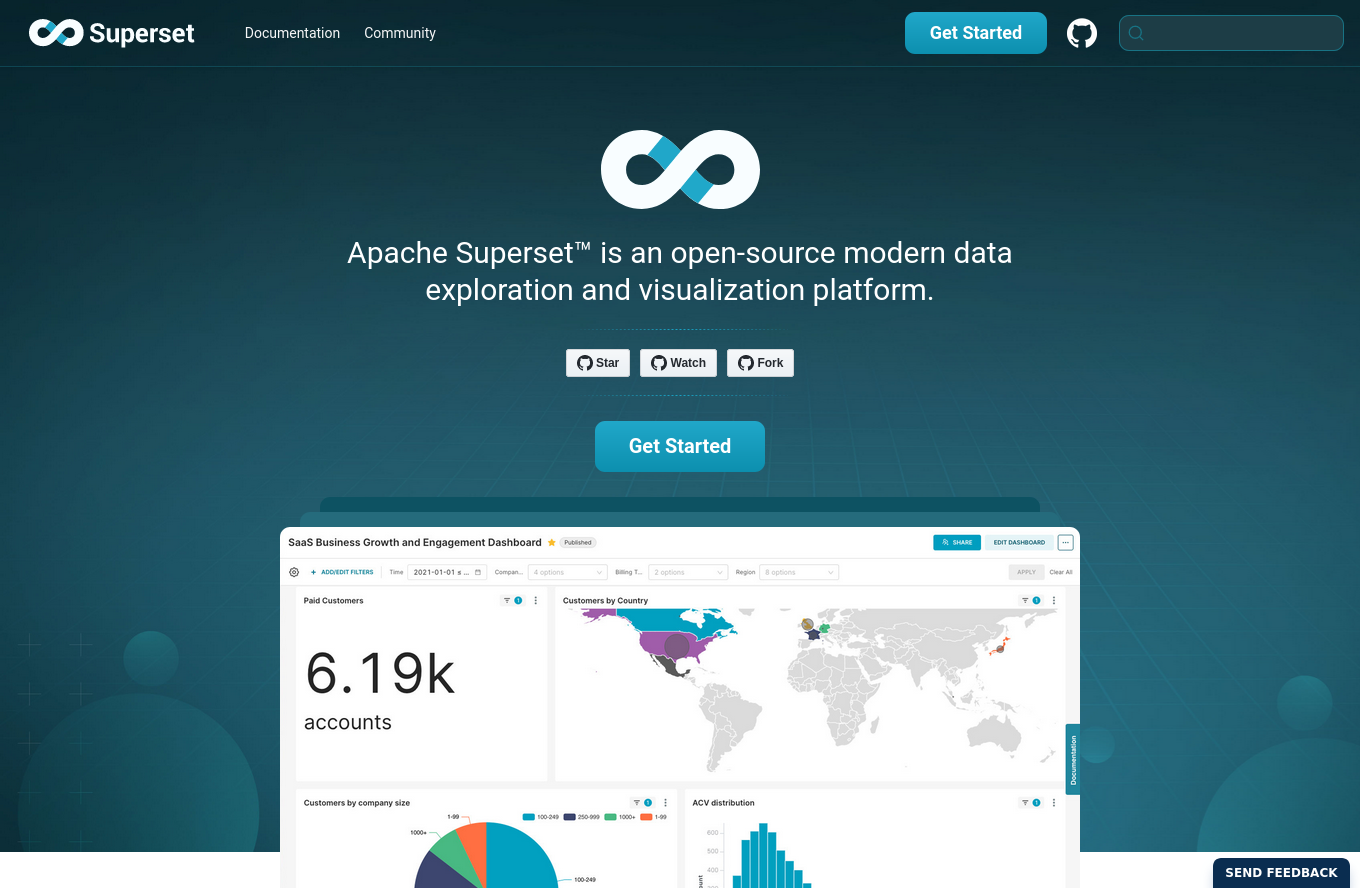 Superset
Documentation
Community
Get Started
Apache Superset™ is an open-source modern data
exploration and visualization platform.
Star
Watch
Fork
Get Started
SaaS Business Growth and Engagement Dashboard
Published
SHARE
EDIT DASHBOARD
+ ADD/EDIT FILTERS
Time
2021-01-01 ≤ ...
Compan...
4 options
Billing T...
2 options
Region
8 options
APPLY
Clear All
Paid Customers
1
Customers by Country
1
6.19k
accounts
Documentation
Customers by company size
1
ACV distribution
1
100-249
250-999
1000+
1-99
1-99
1000+
100-249
600
500
400
SEND FEEDBACK